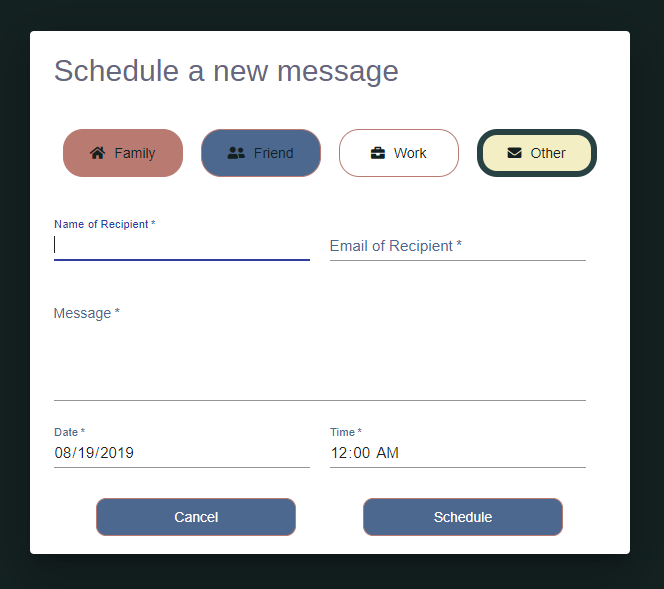 Schedule a new message
Family Friend Work Other
Name of Recipient *
Email of Recipient *
Message *
Date * Time *
08/19/2019 12:00 AM
Cancel Schedule